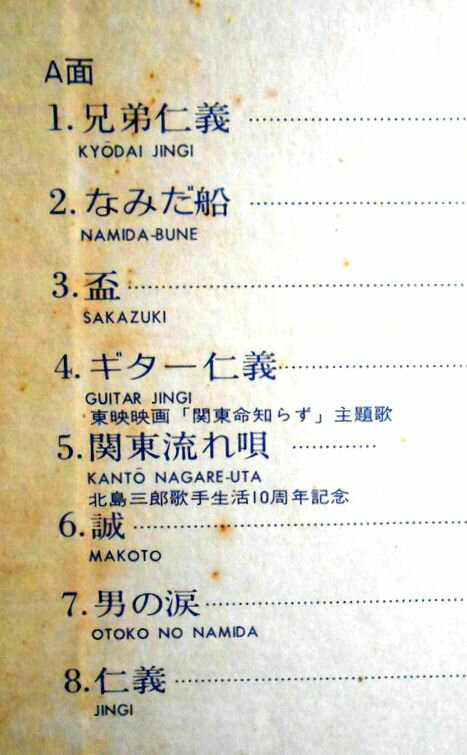 A面
1.兄弟仁義
KYŌDAI JINGI
2.なみだ船
NAMIDA-BUNE
3.盃
SAKAZUKI
4.ギター仁義
GUITAR JINGI
東映映画「関東命知らず」主題歌
5.関東流れ唄
KANTŌ NAGARE-UTA
北島三郎歌手生活10周年記念
6.誠
MAKOTO
7.男の涙
OTOKO NO NAMIDA
8.仁義
JINGI